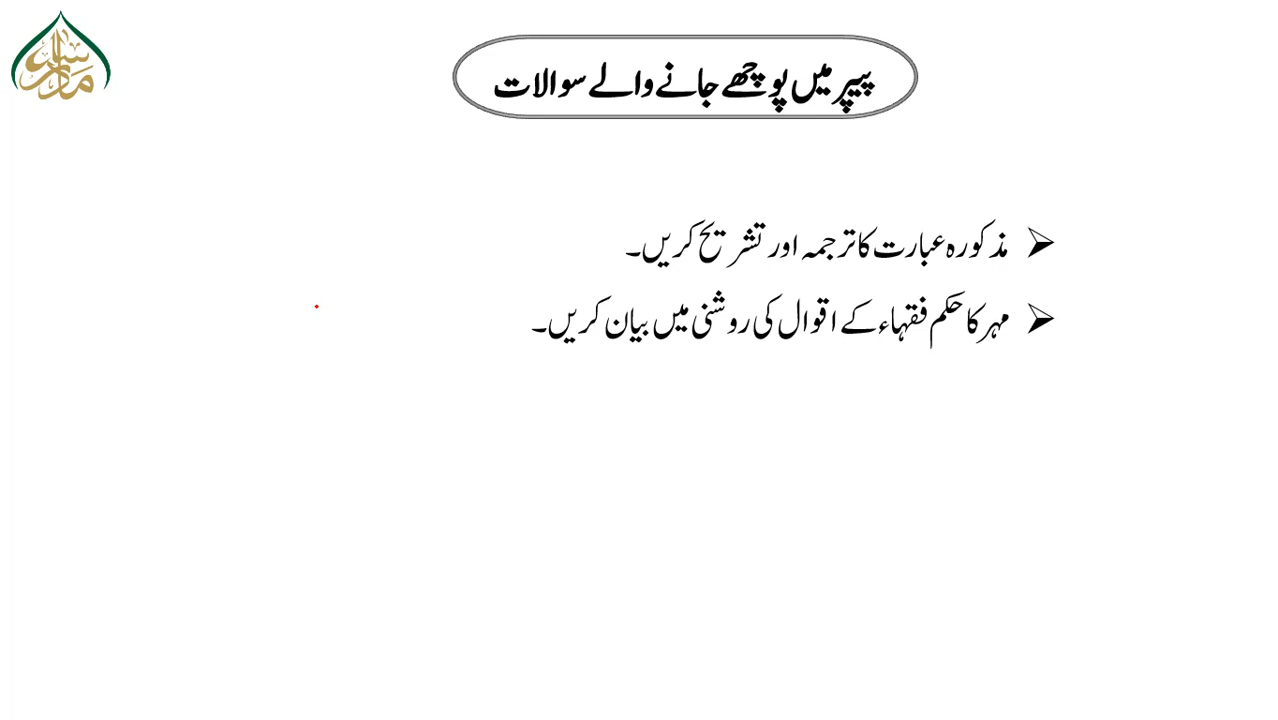 پیپر میں پوچھے جانے والے سوالات
مذکورہ عبارت کا ترجمہ اور تشریح کریں۔
مہر کا حکم فقہاء کے اقوال کی روشنی میں بیان کریں۔